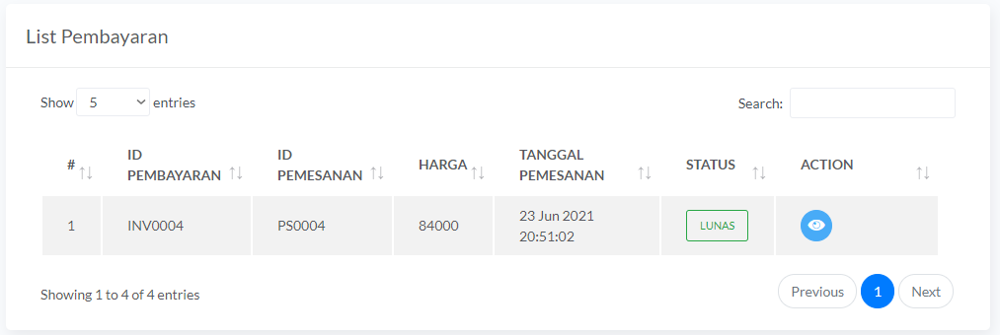 List Pembayaran
Show 5 entries
Search:
# ID PEMBAYARAN ID PEMESANAN HARGA TANGGAL PEMESANAN STATUS ACTION
1 INV0004 PS0004 84000 23 Jun 2021 20:51:02 LUNAS
Showing 1 to 4 of 4 entries
Previous 1 Next